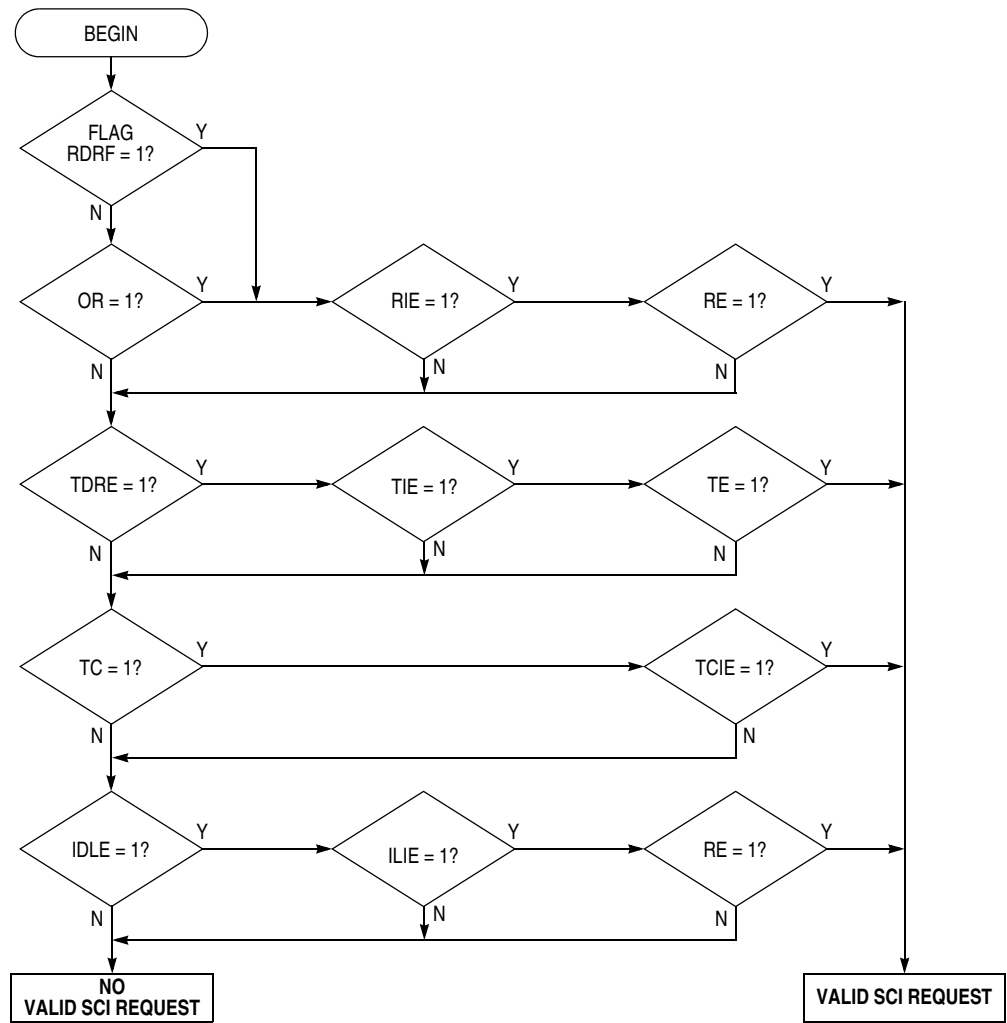 BEGIN
FLAG
RDRF = 1?
Y
N
OR = 1?
Y
N
RIE = 1?
Y
N
RE = 1?
Y
N
TDRE = 1?
Y
N
TIE = 1?
Y
N
TE = 1?
Y
N
TC = 1?
Y
N
TCIE = 1?
Y
N
IDLE = 1?
Y
N
ILIE = 1?
Y
N
RE = 1?
Y
N
NO
VALID SCI REQUEST
VALID SCI REQUEST